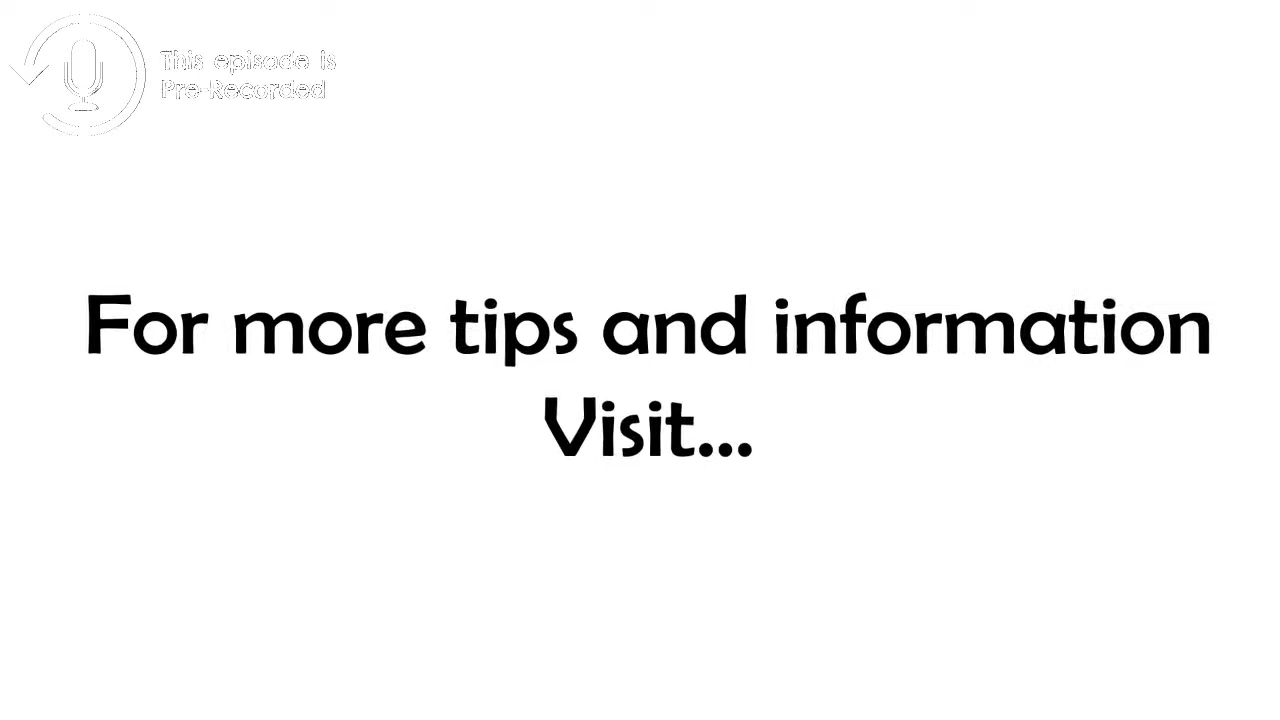 This episode is
Pre-Recorded
For more tips and information
Visit...